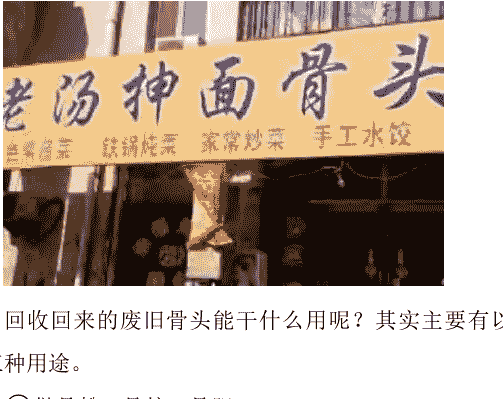 老汤抻面骨头
铁锅炖菜 家常炒菜 手工水饺
回收回来的废旧骨头能干什么用呢？其实主要有以
种用途。